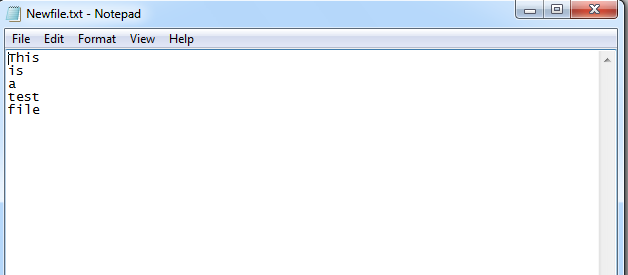 Newfile.txt - Notepad
File Edit Format View Help
This
is
a
test
file